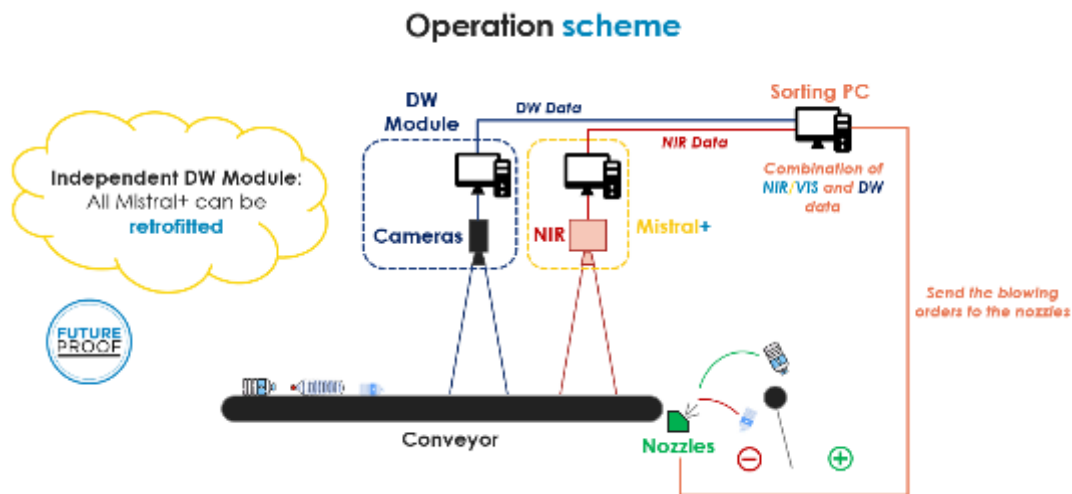 Operation scheme
Independent DW Module:
All Mistral+ can be
retrofitted
FUTURE
PROOF
DW
Module
DW Data
Cameras
NIR
NIR Data
Mistral+
Sorting PC
Combination of
NIR/VIS and DW
data
Send the blowing
orders to the nozzles
Conveyor
Nozzles